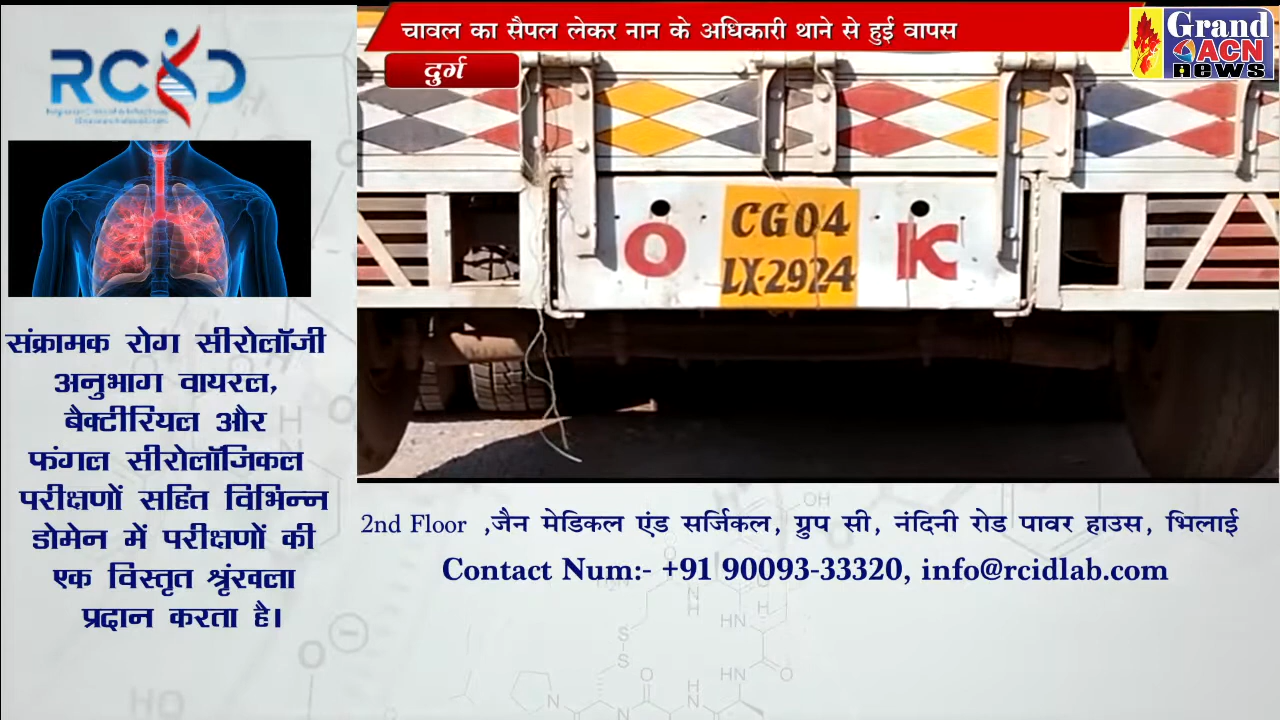 RCID
चावल का सैपल लेकर नान के अधिकारी थाने से हुई वापस
दुर्ग
Grand
ACN
news
O
CG04
LX-2924
K
संक्रामक रोग सीरोलॉजी
अनुभाग वायरल,
बैक्टीरियल और
फंगल सीरोलॉजिकल
परीक्षणों सहित विभिन्न
डोमेन में परीक्षणों की
एक विस्तृत श्रृंखला
प्रदान करता है।
2nd Floor ,जैन मेडिकल एंड सर्जिकल, ग्रुप सी, नंदिनी रोड पावर हाउस, भिलाई
Contact Num:- +91 90093-33320, info@rcidlab.com